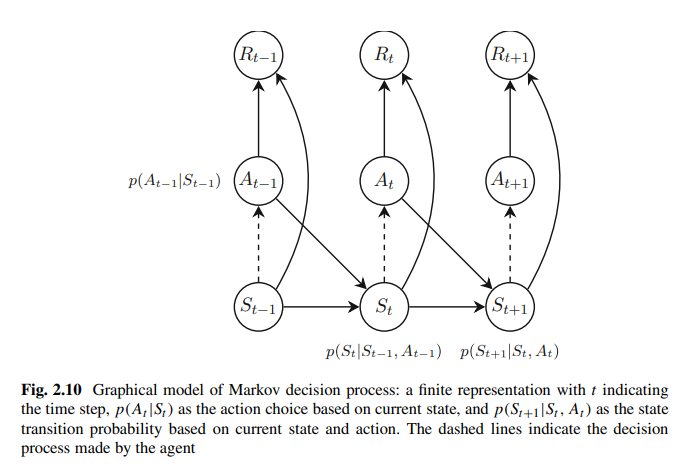 R_{t−1} R_t R_{t+1}
p(A_{t−1}|S_{t−1}) A_{t−1} A_t A_{t+1}
S_{t−1} S_t S_{t+1}
p(S_t|S_{t−1}, A_{t−1}) p(S_{t+1}|S_t, A_t)
Fig. 2.10 Graphical model of Markov decision process: a finite representation with t indicating
the time step, p(A_t|S_t) as the action choice based on current state, and p(S_{t+1}|S_t, A_t) as the state
transition probability based on current state and action. The dashed lines indicate the decision
process made by the agent